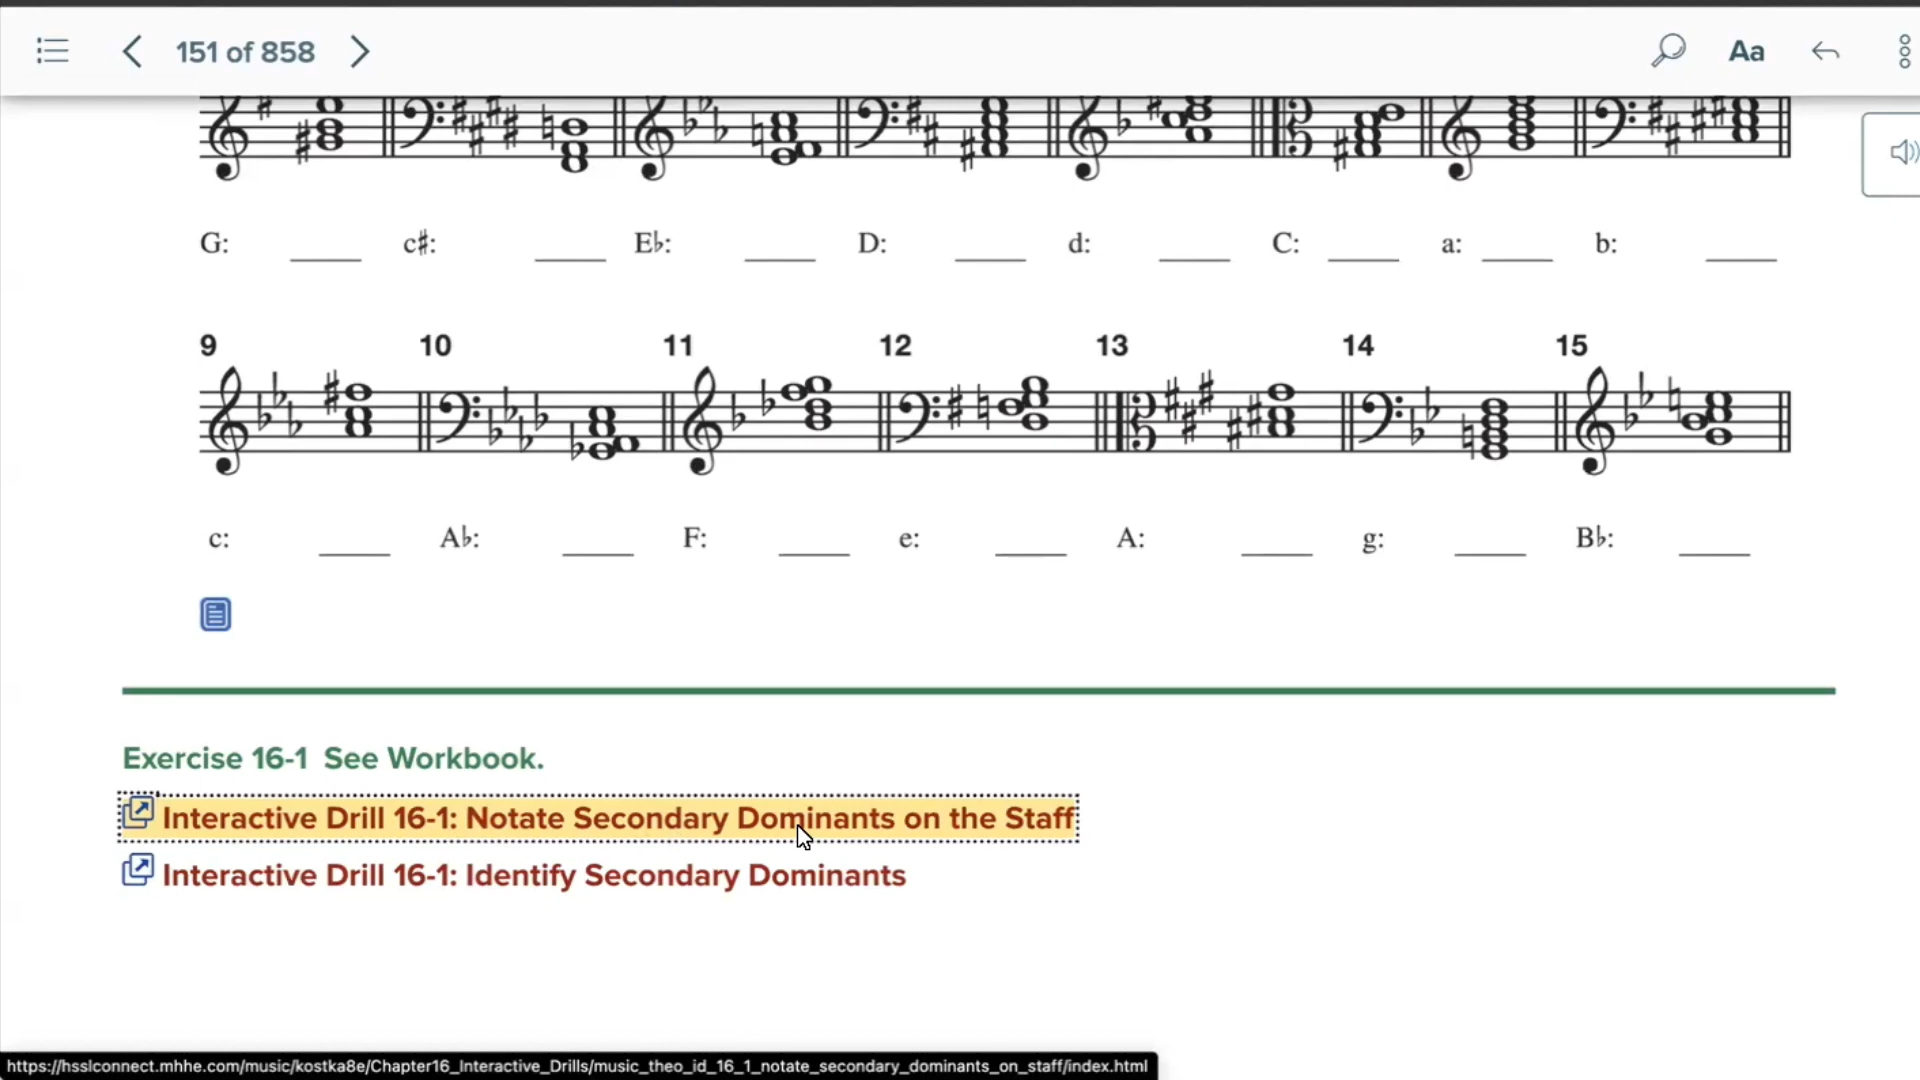 151 of 858
Aa
G: c♯: E♭: D: d: C: a: b:
9 10 11 12 13 14 15
c: A♭: F: e: A: g: B♭:
Exercise 16-1 See Workbook.
Interactive Drill 16-1: Notate Secondary Dominants on the Staff
Interactive Drill 16-1: Identify Secondary Dominants
https://hsslconnect.mhhe.com/music/kostka8e/Chapter16_Interactive_Drills/music_theo_id_16_1_notate_secondary_dominants_on_staff/index.html